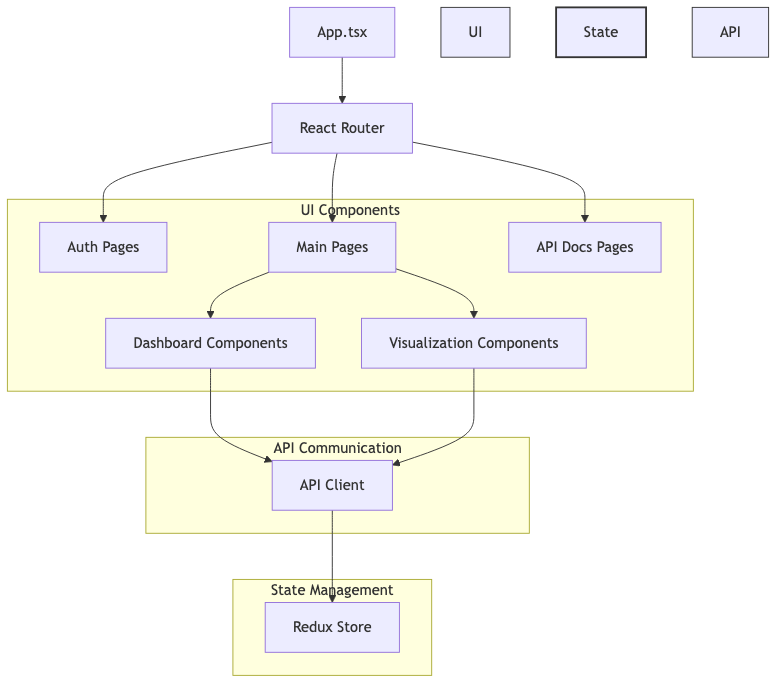 App.tsx
UI
State
API
React Router
UI Components
Auth Pages
Main Pages
API Docs Pages
Dashboard Components
Visualization Components
API Communication
API Client
State Management
Redux Store